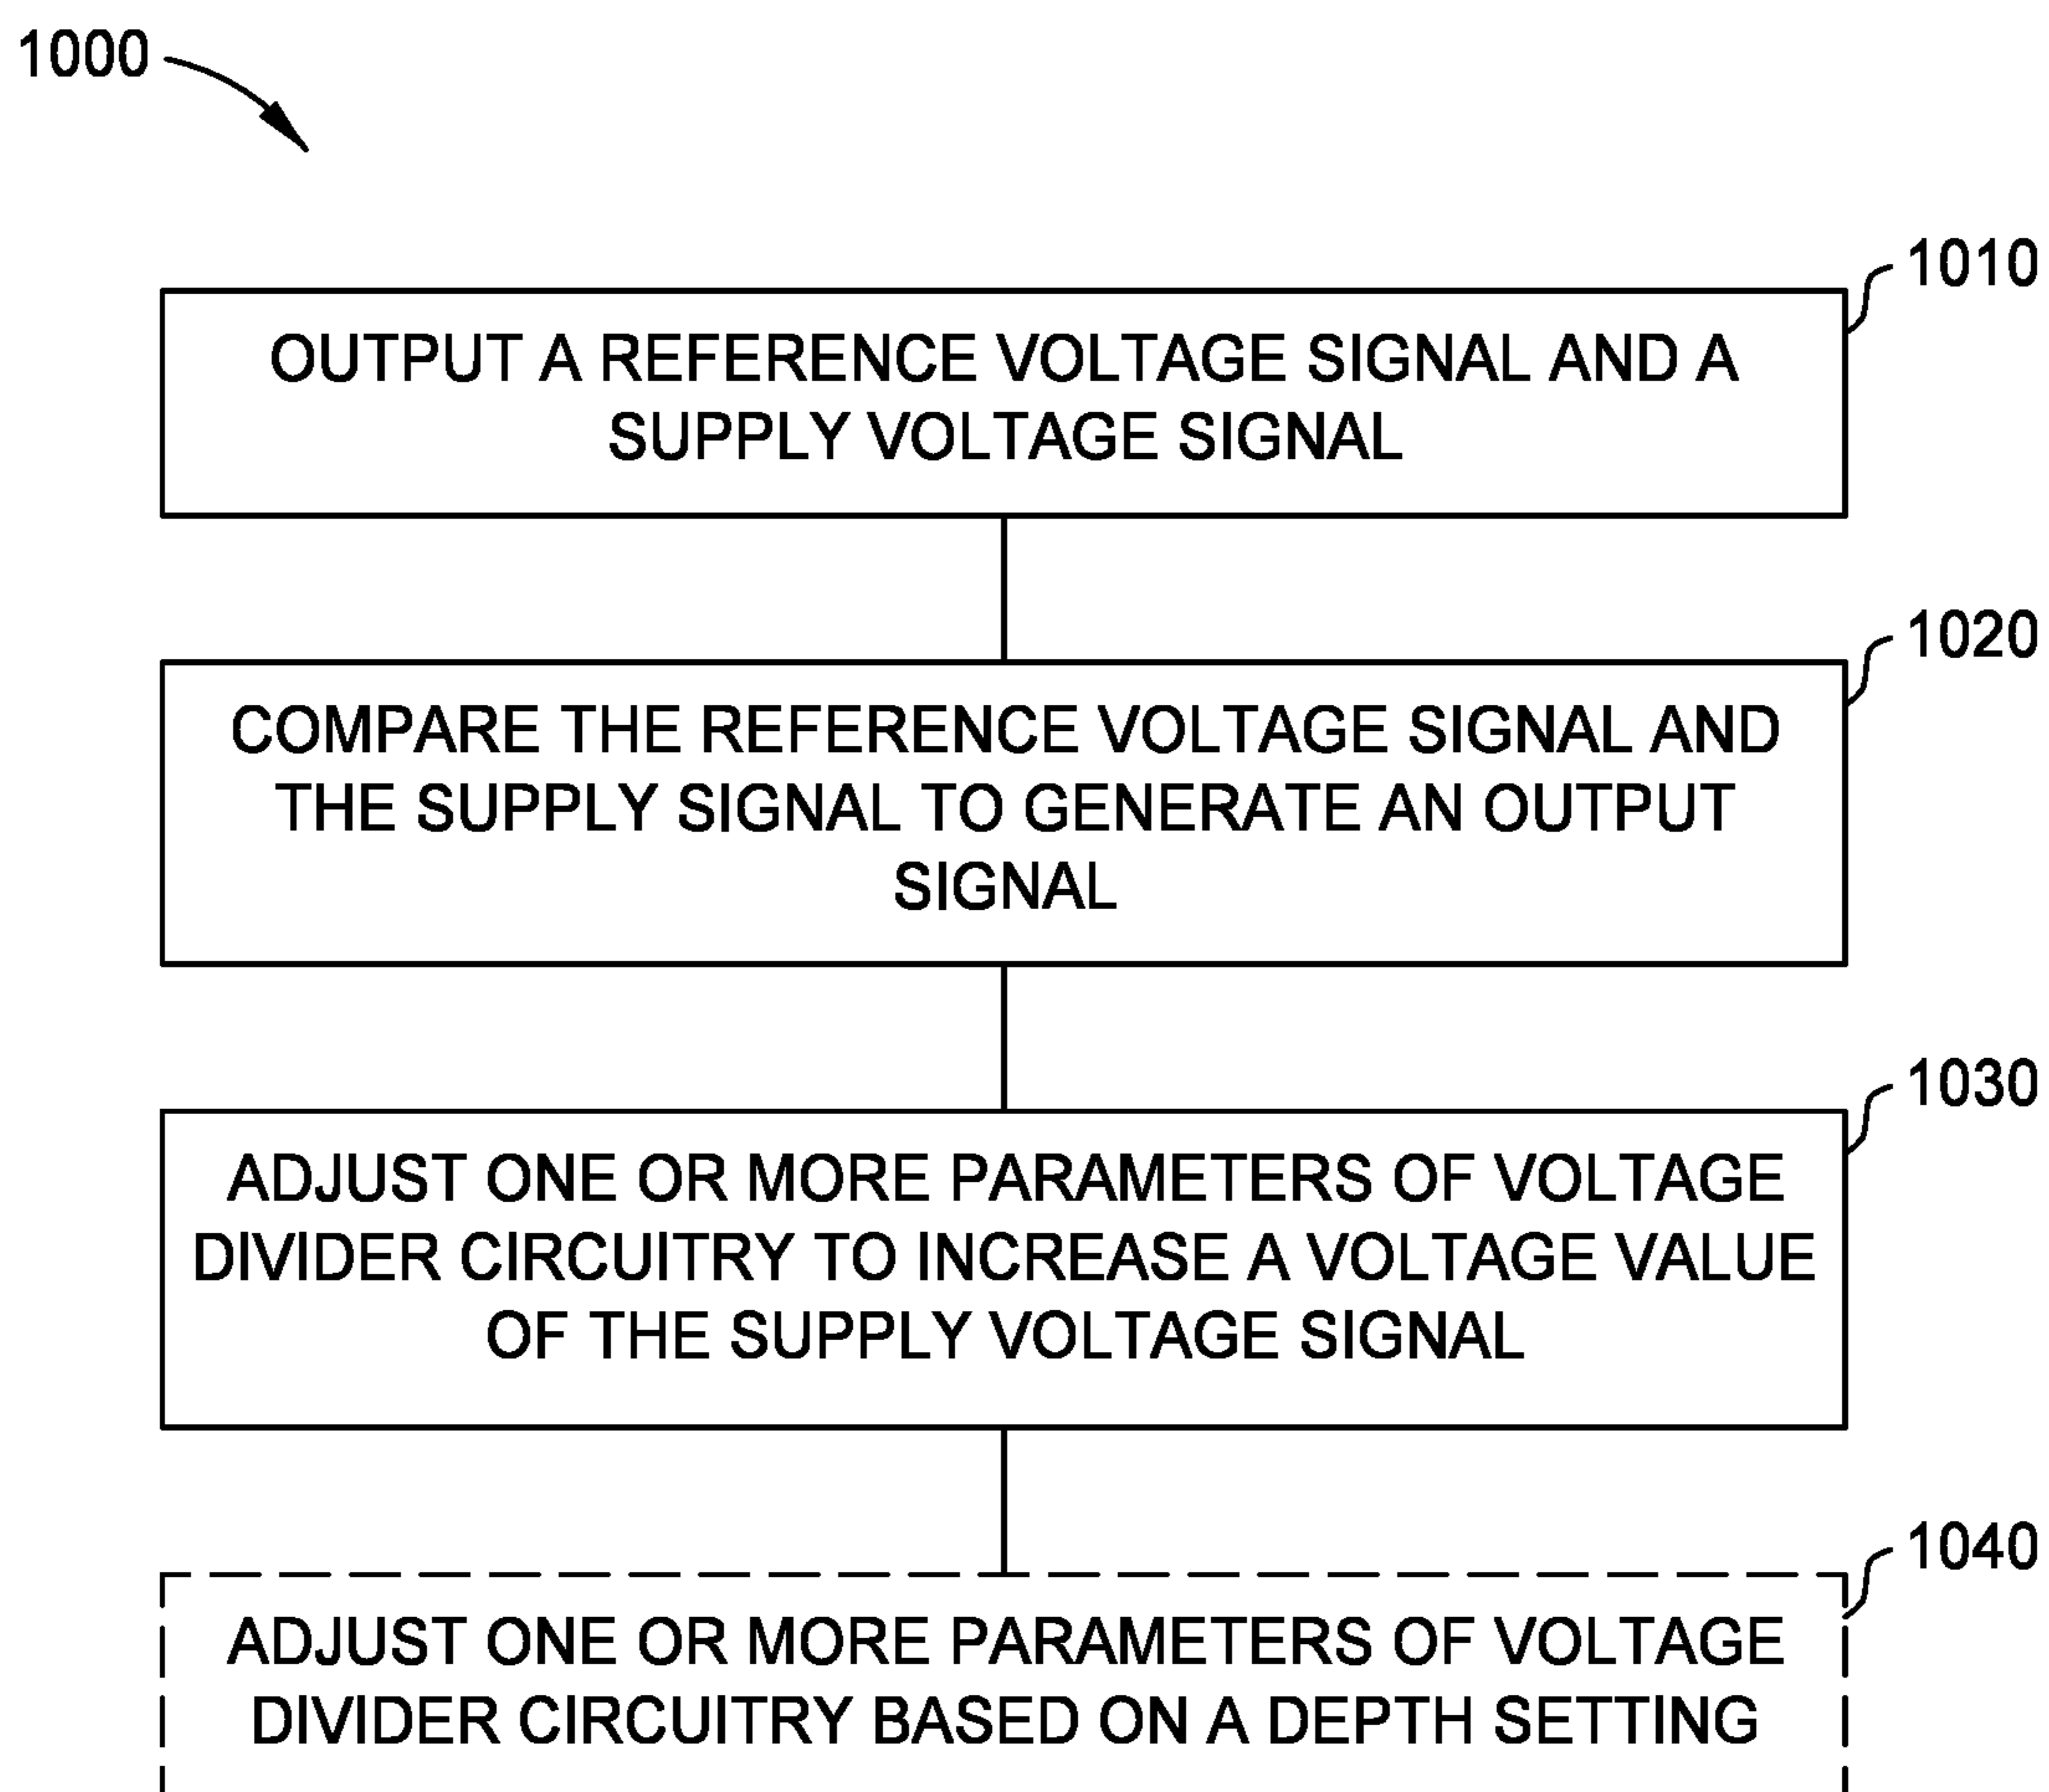 1000
1010
OUTPUT A REFERENCE VOLTAGE SIGNAL AND A
SUPPLY VOLTAGE SIGNAL
1020
COMPARE THE REFERENCE VOLTAGE SIGNAL AND
THE SUPPLY SIGNAL TO GENERATE AN OUTPUT
SIGNAL
1030
ADJUST ONE OR MORE PARAMETERS OF VOLTAGE
DIVIDER CIRCUITRY TO INCREASE A VOLTAGE VALUE
OF THE SUPPLY VOLTAGE SIGNAL
1040
ADJUST ONE OR MORE PARAMETERS OF VOLTAGE
DIVIDER CIRCUITRY BASED ON A DEPTH SETTING